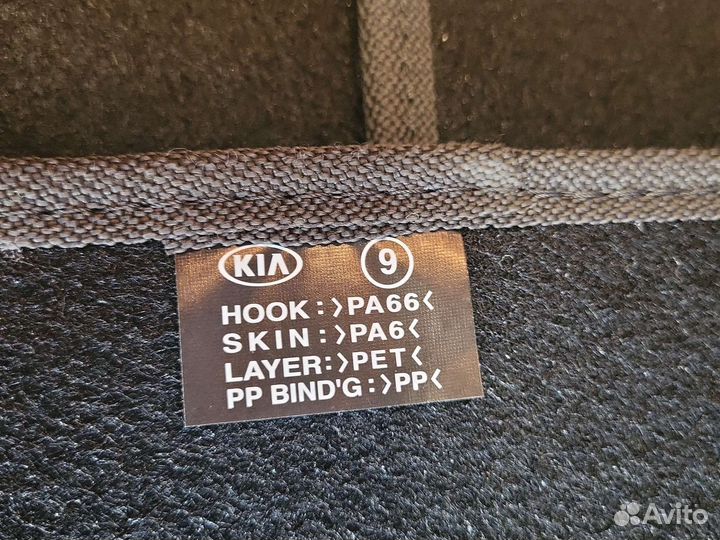 KIA 9
HOOK:>PA66<
SKIN:>PA6<
LAYER:>PET<
PP BIND'G:>PP<
Avito